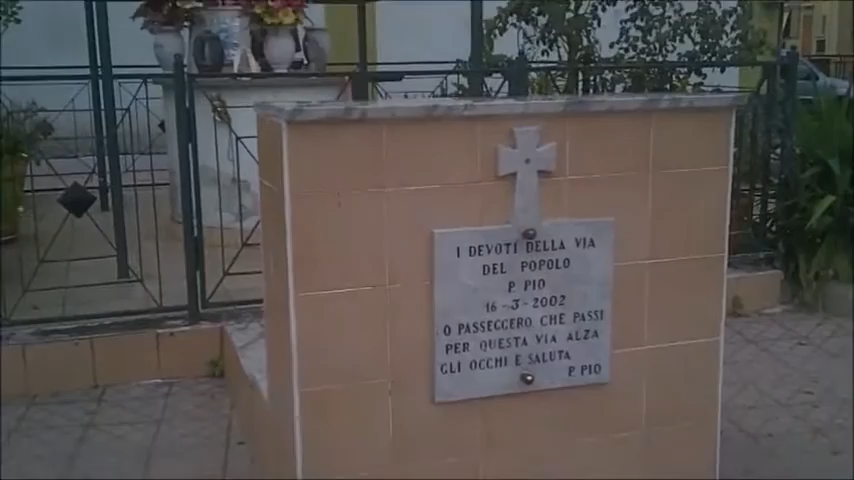 I DEVOTI DELLA VIA
DEL POPOLO
P. PIO
16-3-2002
O PASSEGGERO CHE PASSI
PER QUESTA VIA ALZA
GLI OCCHI E SALUTA P. PIO